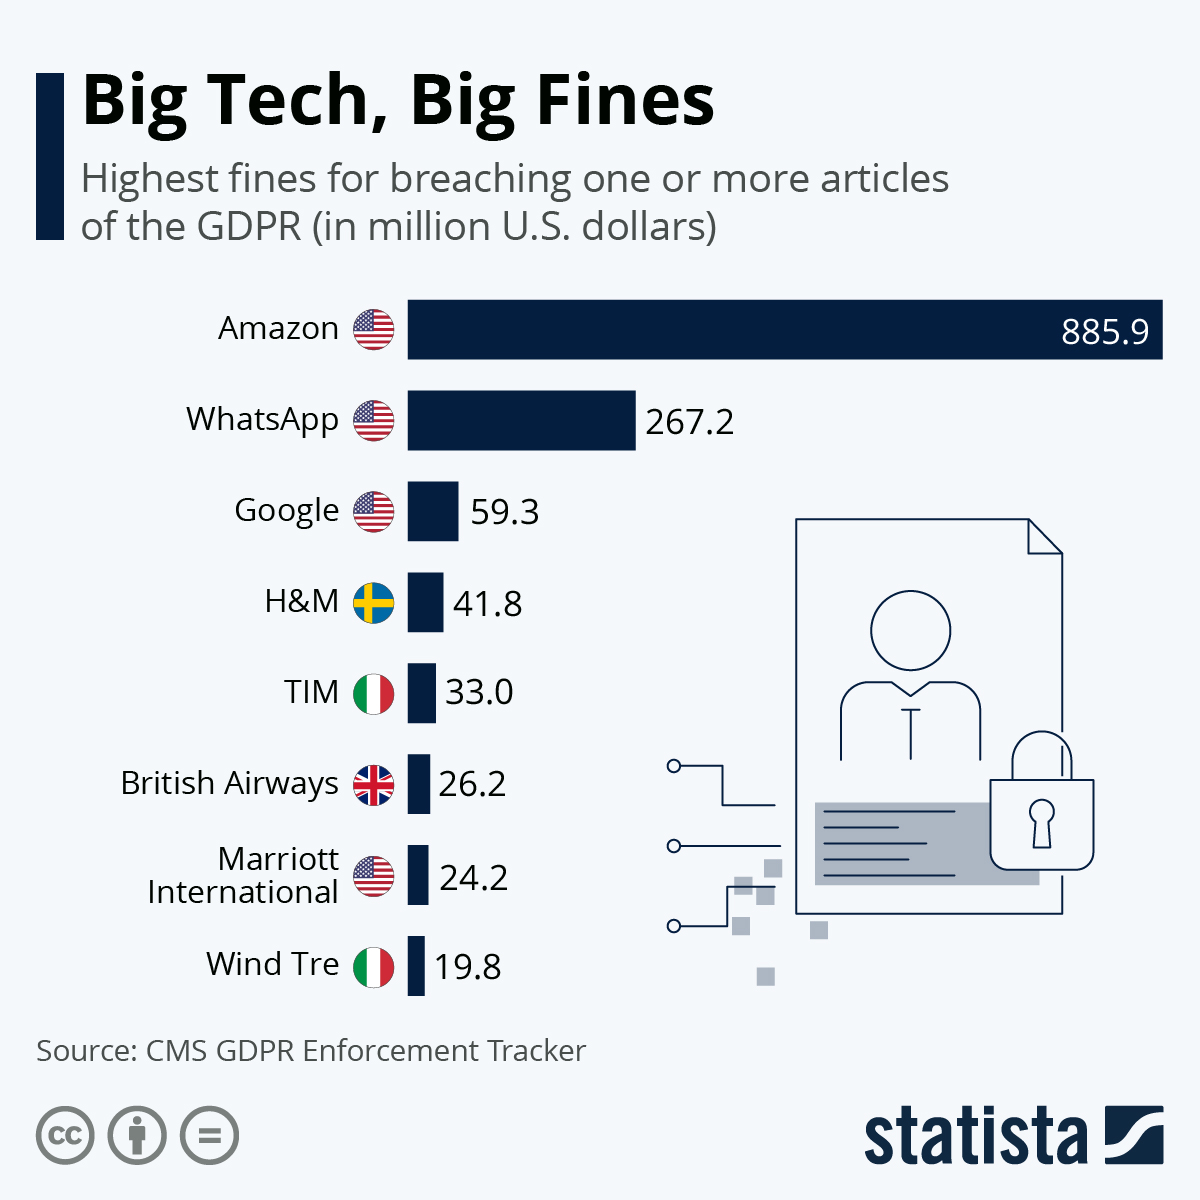 Big Tech, Big Fines
Highest fines for breaching one or more articles
of the GDPR (in million U.S. dollars)
Amazon 885.9
WhatsApp 267.2
Google 59.3
H&M 41.8
TIM 33.0
British Airways 26.2
Marriott
International 24.2
Wind Tre 19.8
Source: CMS GDPR Enforcement Tracker
cc
statista